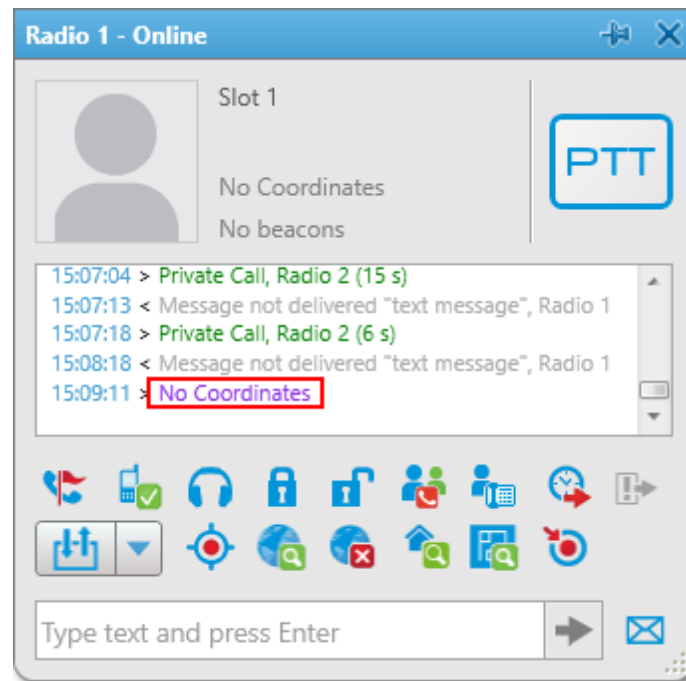 Radio 1 - Online
Slot 1
PTT
No Coordinates
No beacons
15:07:04 > Private Call, Radio 2 (15 s)
15:07:13 < Message not delivered "text message", Radio 1
15:07:18 > Private Call, Radio 2 (6 s)
15:08:18 < Message not delivered "text message", Radio 1
15:09:11 > No Coordinates
Type text and press Enter